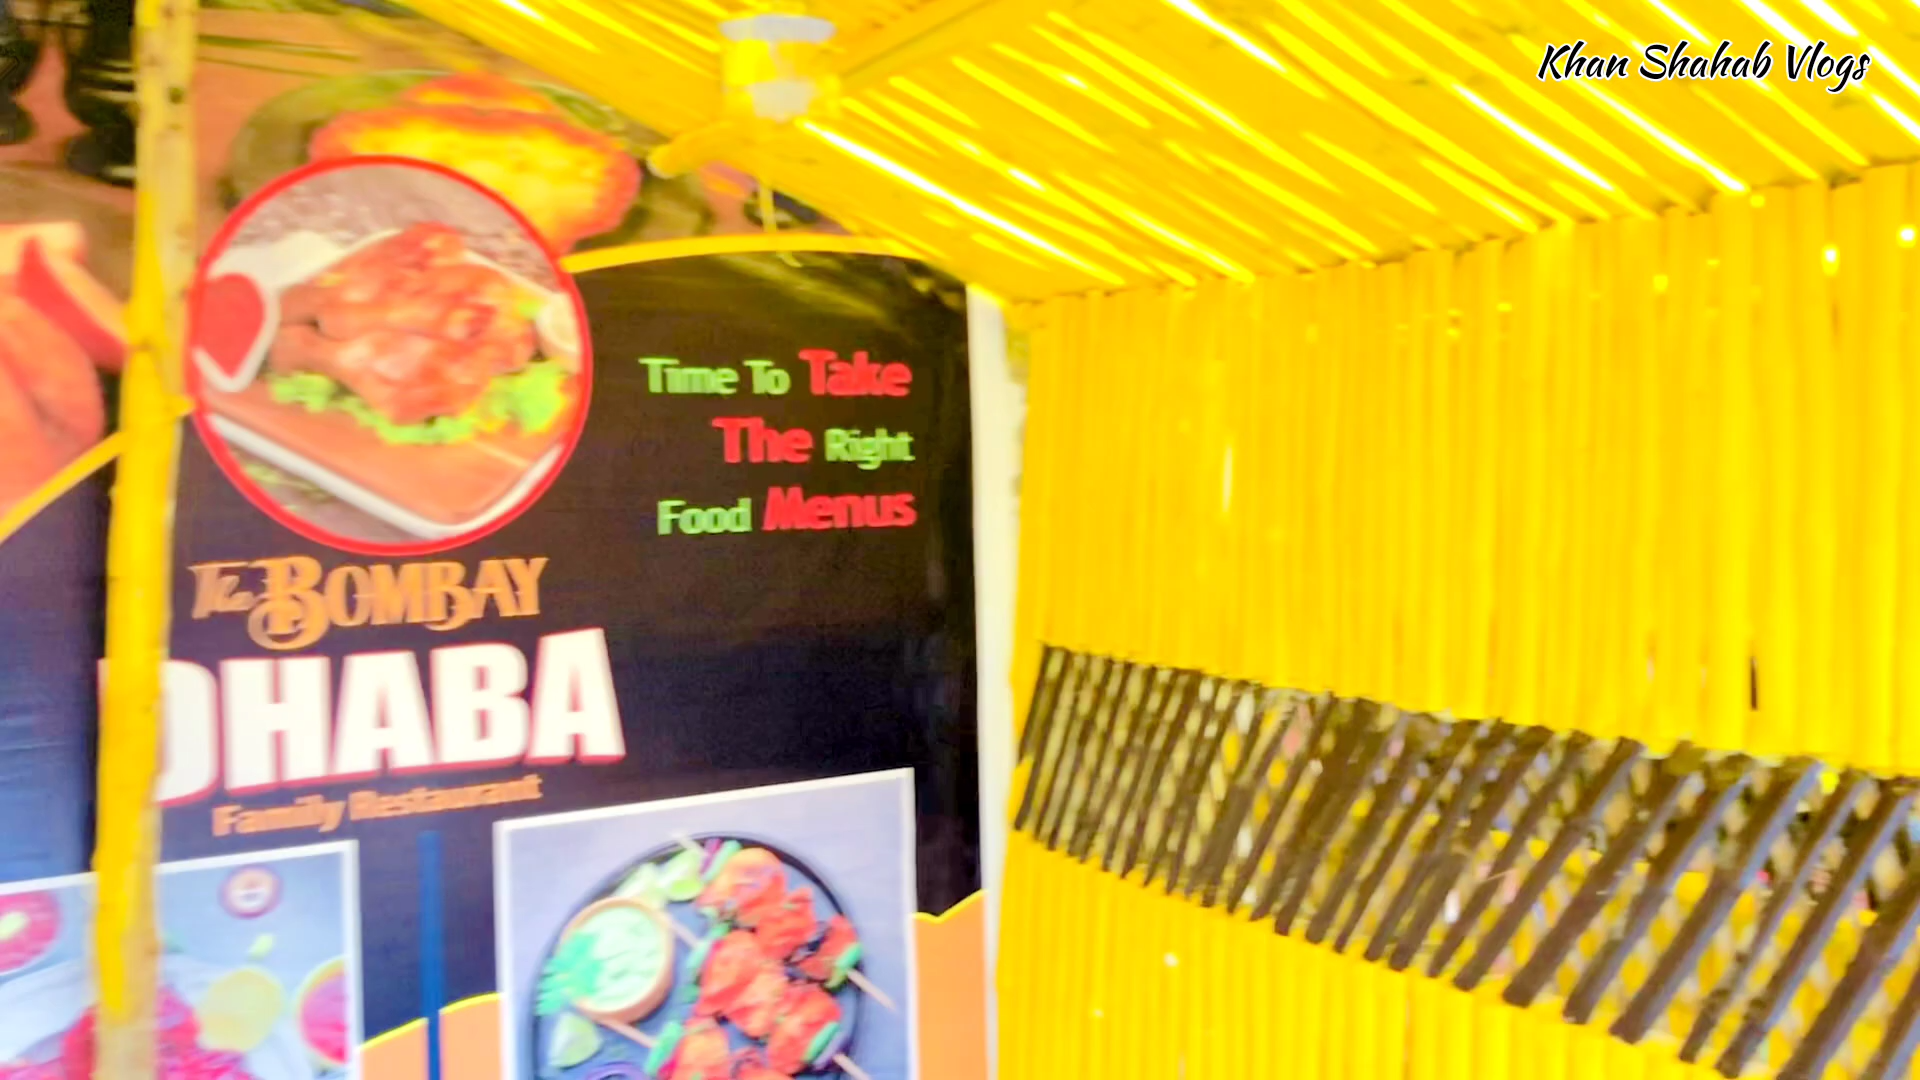 Khan Shahab Vlogs
Time To Take
The Right
Food Menus
The BOMBAY
DHABA
Family Restaurant